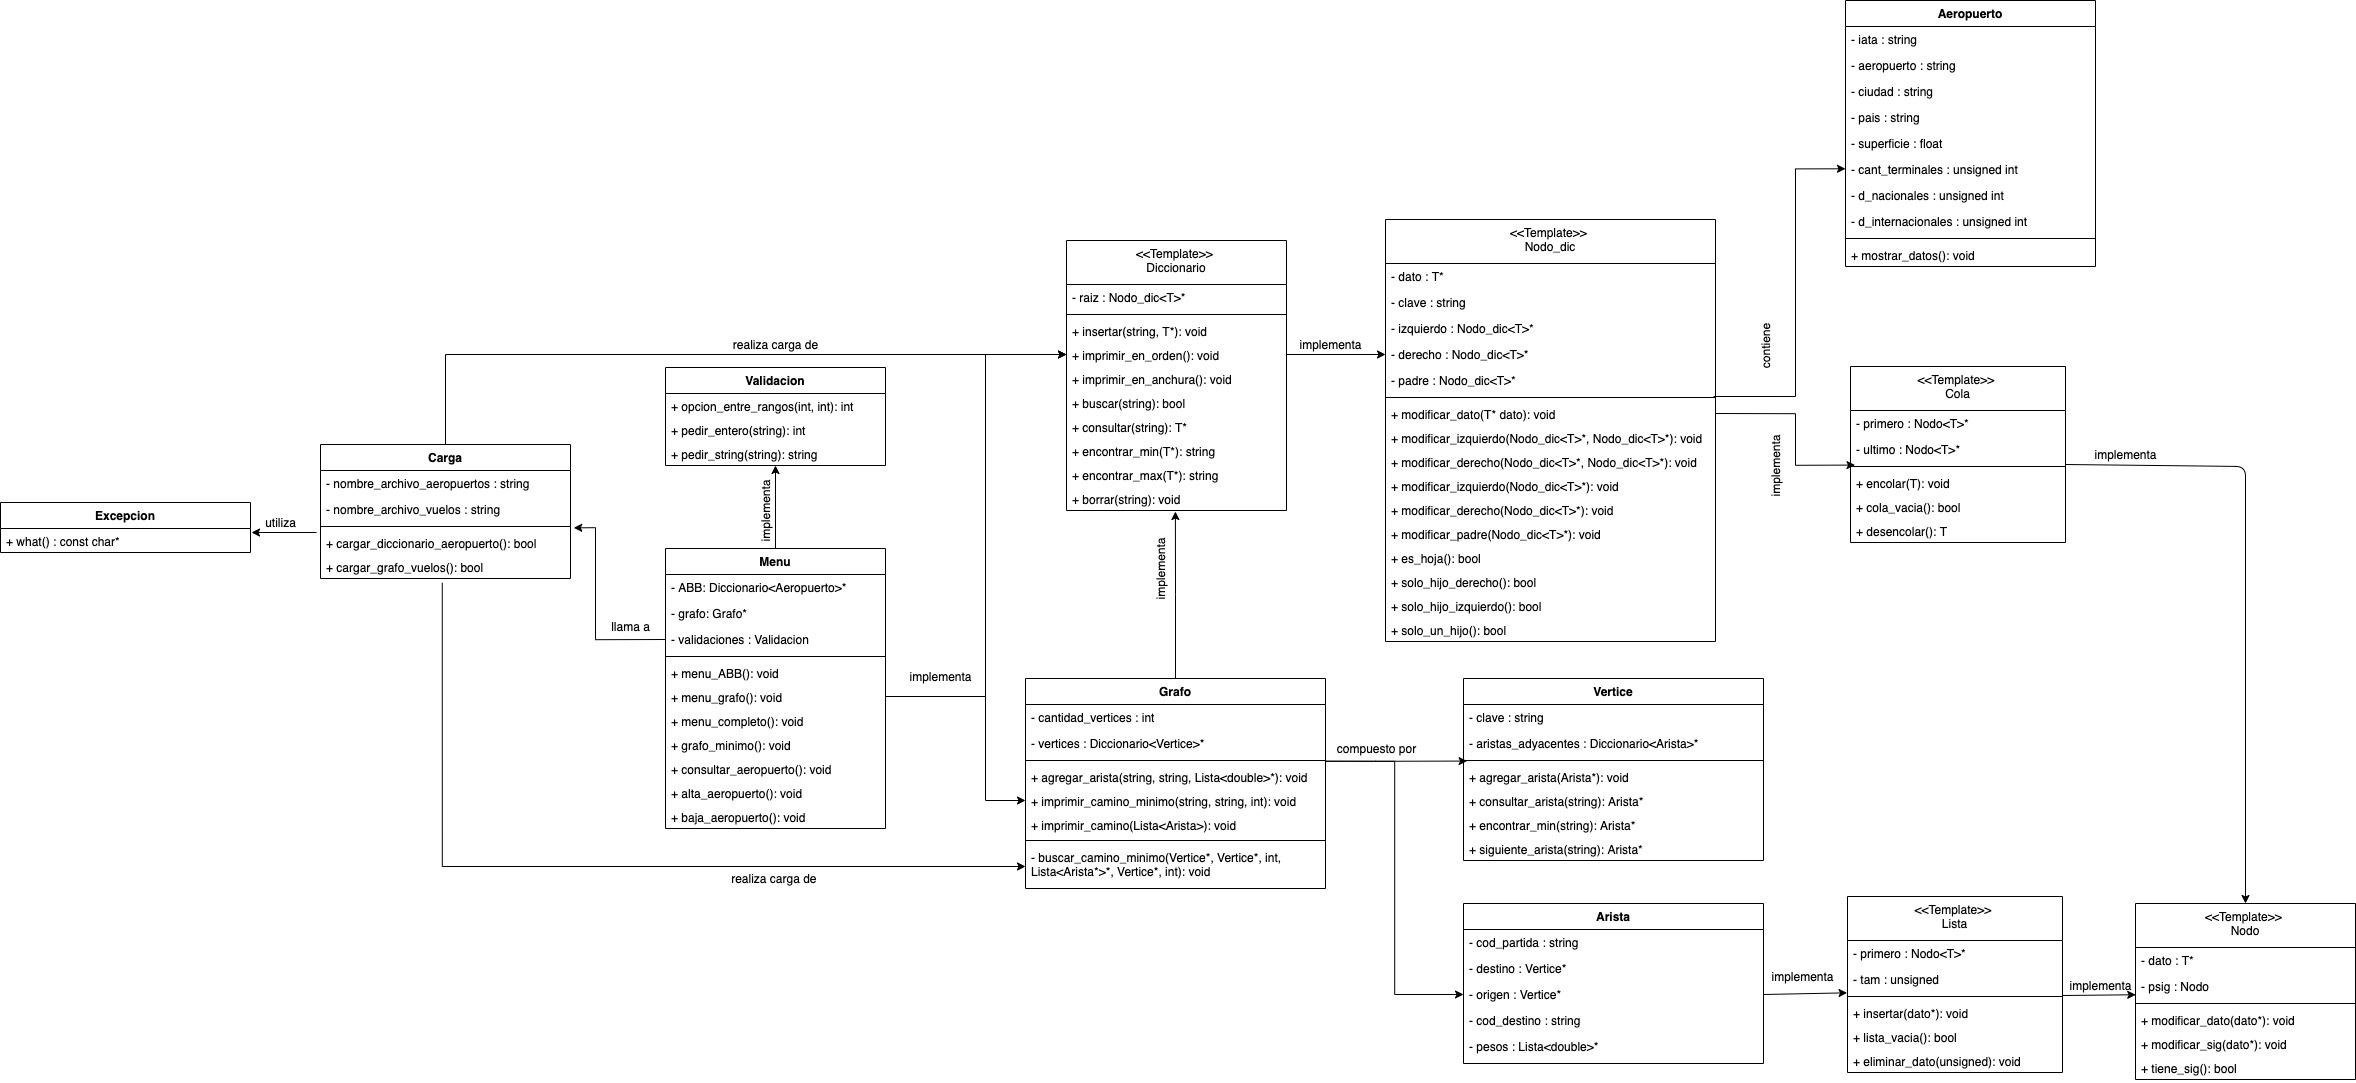 Aeropuerto
- iata : string
- aeropuerto : string
- ciudad : string
- pais : string
- superficie : float
- cant_terminales : unsigned int
- d_nacionales : unsigned int
- d_internacionales : unsigned int
+ mostrar_datos(): void
<<Template>>
Nodo_dic
- dato : T*
- clave : string
- izquierdo : Nodo_dic<T>*
- derecho : Nodo_dic<T>*
- padre : Nodo_dic<T>*
+ modificar_dato(T* dato): void
+ modificar_izquierdo(Nodo_dic<T>*, Nodo_dic<T>*): void
+ modificar_derecho(Nodo_dic<T>*, Nodo_dic<T>*): void
+ modificar_izquierdo(Nodo_dic<T>*): void
+ modificar_derecho(Nodo_dic<T>*): void
+ modificar_padre(Nodo_dic<T>*): void
+ es_hoja(): bool
+ solo_hijo_derecho(): bool
+ solo_hijo_izquierdo(): bool
+ solo_un_hijo(): bool
contiene
implementa
<<Template>>
Diccionario
- raiz : Nodo_dic<T>*
+ insertar(string, T*): void
+ imprimir_en_orden(): void
+ imprimir_en_anchura(): void
+ buscar(string): bool
+ consultar(string): T*
+ encontrar_min(T*): string
+ encontrar_max(T*): string
+ borrar(string): void
implementa
realiza carga de
Validacion
+ opcion_entre_rangos(int, int): int
+ pedir_entero(string): int
+ pedir_string(string): string
implementa
<<Template>>
Cola
- primero : Nodo<T>*
- ultimo : Nodo<T>*
+ encolar(T): void
+ cola_vacia(): bool
+ desencolar(): T
implementa
Carga
- nombre_archivo_aeropuertos : string
- nombre_archivo_vuelos : string
+ cargar_diccionario_aeropuerto(): bool
+ cargar_grafo_vuelos(): bool
utiliza
Excepcion
+ what() : const char*
llama a
Menu
- ABB: Diccionario<Aeropuerto>*
- grafo: Grafo*
- validaciones : Validacion
+ menu_ABB(): void
+ menu_grafo(): void
+ menu_completo(): void
+ grafo_minimo(): void
+ consultar_aeropuerto(): void
+ alta_aeropuerto(): void
+ baja_aeropuerto(): void
implementa
implementa
realiza carga de
Grafo
- cantidad_vertices : int
- vertices : Diccionario<Vertice>*
+ agregar_arista(string, string, Lista<double>*): void
+ imprimir_camino_minimo(string, string, int): void
+ imprimir_camino(Lista<Arista>): void
- buscar_camino_minimo(Vertice*, Vertice*, int,
Lista<Arista*>*, Vertice*, int): void
compuesto por
Vertice
- clave : string
- aristas_adyacentes : Diccionario<Arista>*
+ agregar_arista(Arista*): void
+ consultar_arista(string): Arista*
+ encontrar_min(string): Arista*
+ siguiente_arista(string): Arista*
Arista
- cod_partida : string
- destino : Vertice*
- origen : Vertice*
- cod_destino : string
- pesos : Lista<double>*
implementa
<<Template>>
Lista
- primero : Nodo<T>*
- tam : unsigned
+ insertar(dato*): void
+ lista_vacia(): bool
+ eliminar_dato(unsigned): void
implementa
<<Template>>
Nodo
- dato : T*
- psig : Nodo
+ modificar_dato(dato*): void
+ modificar_sig(dato*): void
+ tiene_sig(): bool